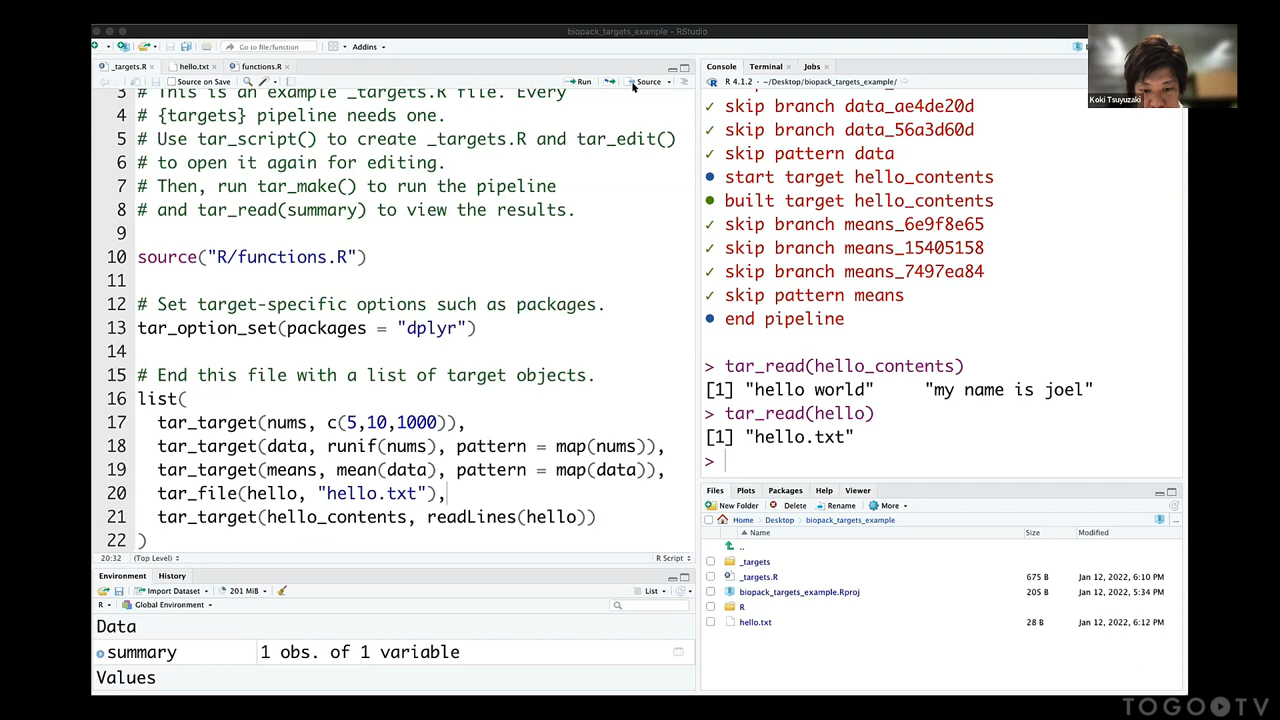 biopack_targets_example - RStudio
Go to file/function
Addins
Koki Tsuyuzaki
_targets.R
hello.txt
functions.R
Source on Save
Run
Source
3 # This is an example _targets.R file. Every
4 # {targets} pipeline needs one.
5 # Use tar_script() to create _targets.R and tar_edit()
6 # to open it again for editing.
7 # Then, run tar_make() to run the pipeline
8 # and tar_read(summary) to view the results.
9
10 source("R/functions.R")
11
12 # Set target-specific options such as packages.
13 tar_option_set(packages = "dplyr")
14
15 # End this file with a list of target objects.
16 list(
17 tar_target(nums, c(5,10,1000)),
18 tar_target(data, runif(nums), pattern = map(nums)),
19 tar_target(means, mean(data), pattern = map(data)),
20 tar_file(hello, "hello.txt"),
21 tar_target(hello_contents, readLines(hello))
22 )
20:32 (Top Level) R Script
Environment History
Import Dataset 201 MiB List
R Global Environment
Data
summary 1 obs. of 1 variable
Values
Console Terminal Jobs
R 4.1.2 · ~/Desktop/biopack_targets_example/
✓ skip branch data_ae4de20d
✓ skip branch data_56a3d60d
✓ skip pattern data
● start target hello_contents
● built target hello_contents
✓ skip branch means_6e9f8e65
✓ skip branch means_15405158
✓ skip branch means_7497ea84
✓ skip pattern means
● end pipeline
> tar_read(hello_contents)
[1] "hello world" "my name is joel"
> tar_read(hello)
[1] "hello.txt"
>
Files Plots Packages Help Viewer
New Folder Delete Rename More
Home Desktop biopack_targets_example
Name Size Modified
..
_targets
_targets.R 675 B Jan 12, 2022, 6:10 PM
biopack_targets_example.Rproj 205 B Jan 12, 2022, 5:34 PM
R
hello.txt 28 B Jan 12, 2022, 6:12 PM
TOGO TV